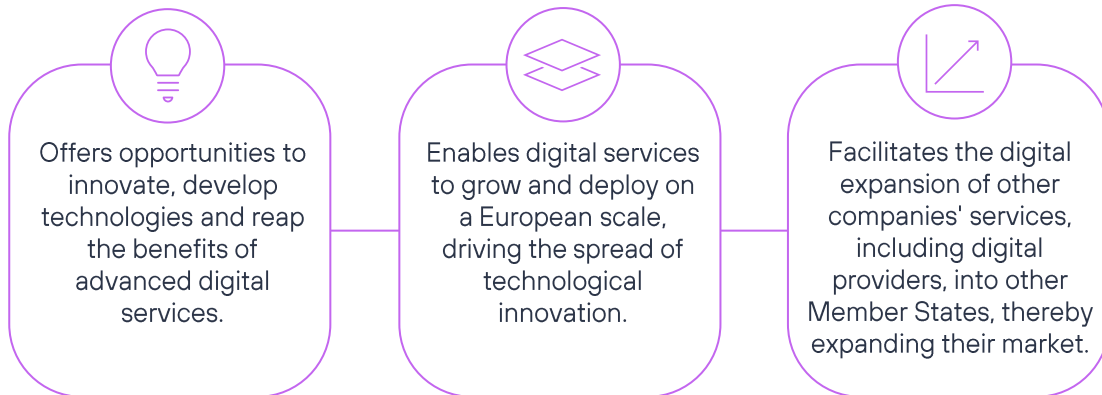 Offers opportunities to
innovate, develop
technologies and reap
the benefits of
advanced digital
services.
Enables digital services
to grow and deploy on
a European scale,
driving the spread of
technological
innovation.
Facilitates the digital
expansion of other
companies' services,
including digital
providers, into other
Member States, thereby
expanding their market.